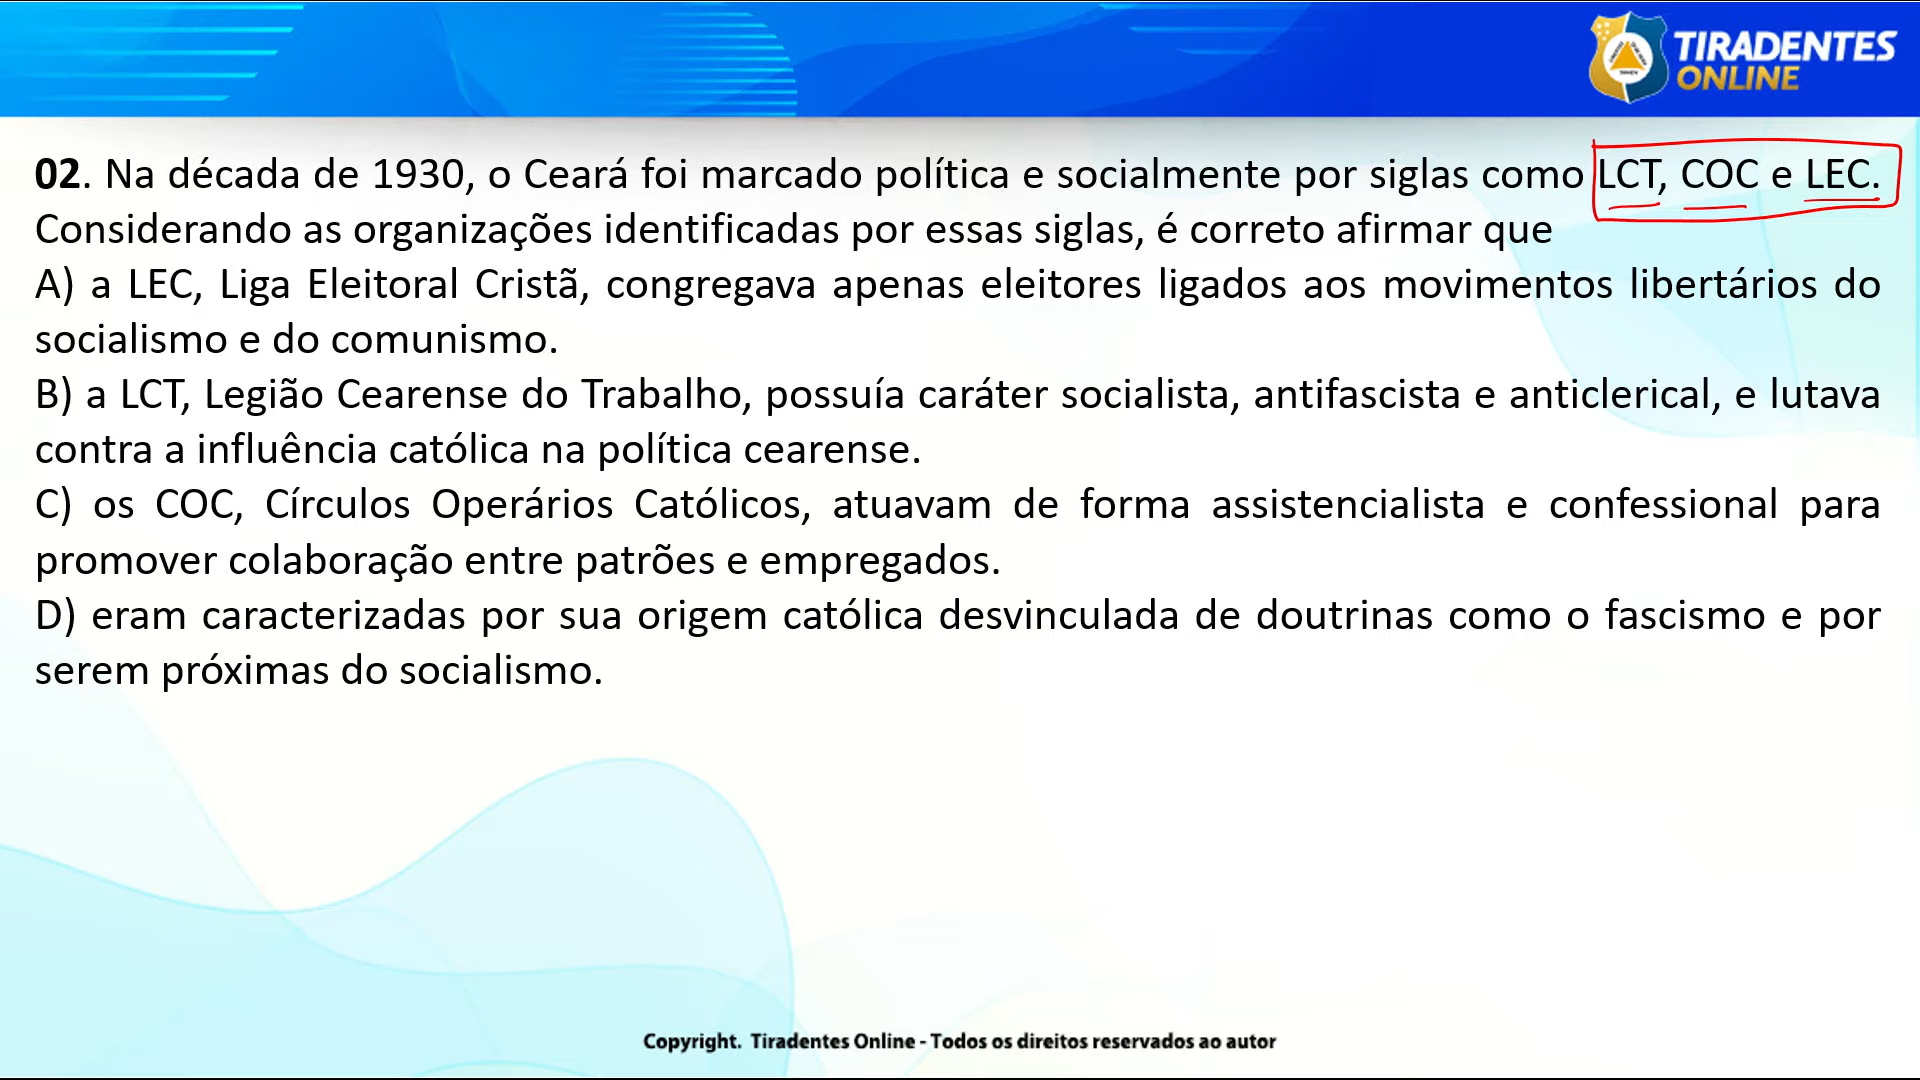 TIRADENTES
ONLINE
02. Na década de 1930, o Ceará foi marcado política e socialmente por siglas como LCT, COC e LEC.
Considerando as organizações identificadas por essas siglas, é correto afirmar que
A) a LEC, Liga Eleitoral Cristã, congregava apenas eleitores ligados aos movimentos libertários do
socialismo e do comunismo.
B) a LCT, Legião Cearense do Trabalho, possuía caráter socialista, antifascista e anticlerical, e lutava
contra a influência católica na política cearense.
C) os COC, Círculos Operários Católicos, atuavam de forma assistencialista e confessional para
promover colaboração entre patrões e empregados.
D) eram caracterizadas por sua origem católica desvinculada de doutrinas como o fascismo e por
serem próximas do socialismo.
Copyright. Tiradentes Online - Todos os direitos reservados ao autor